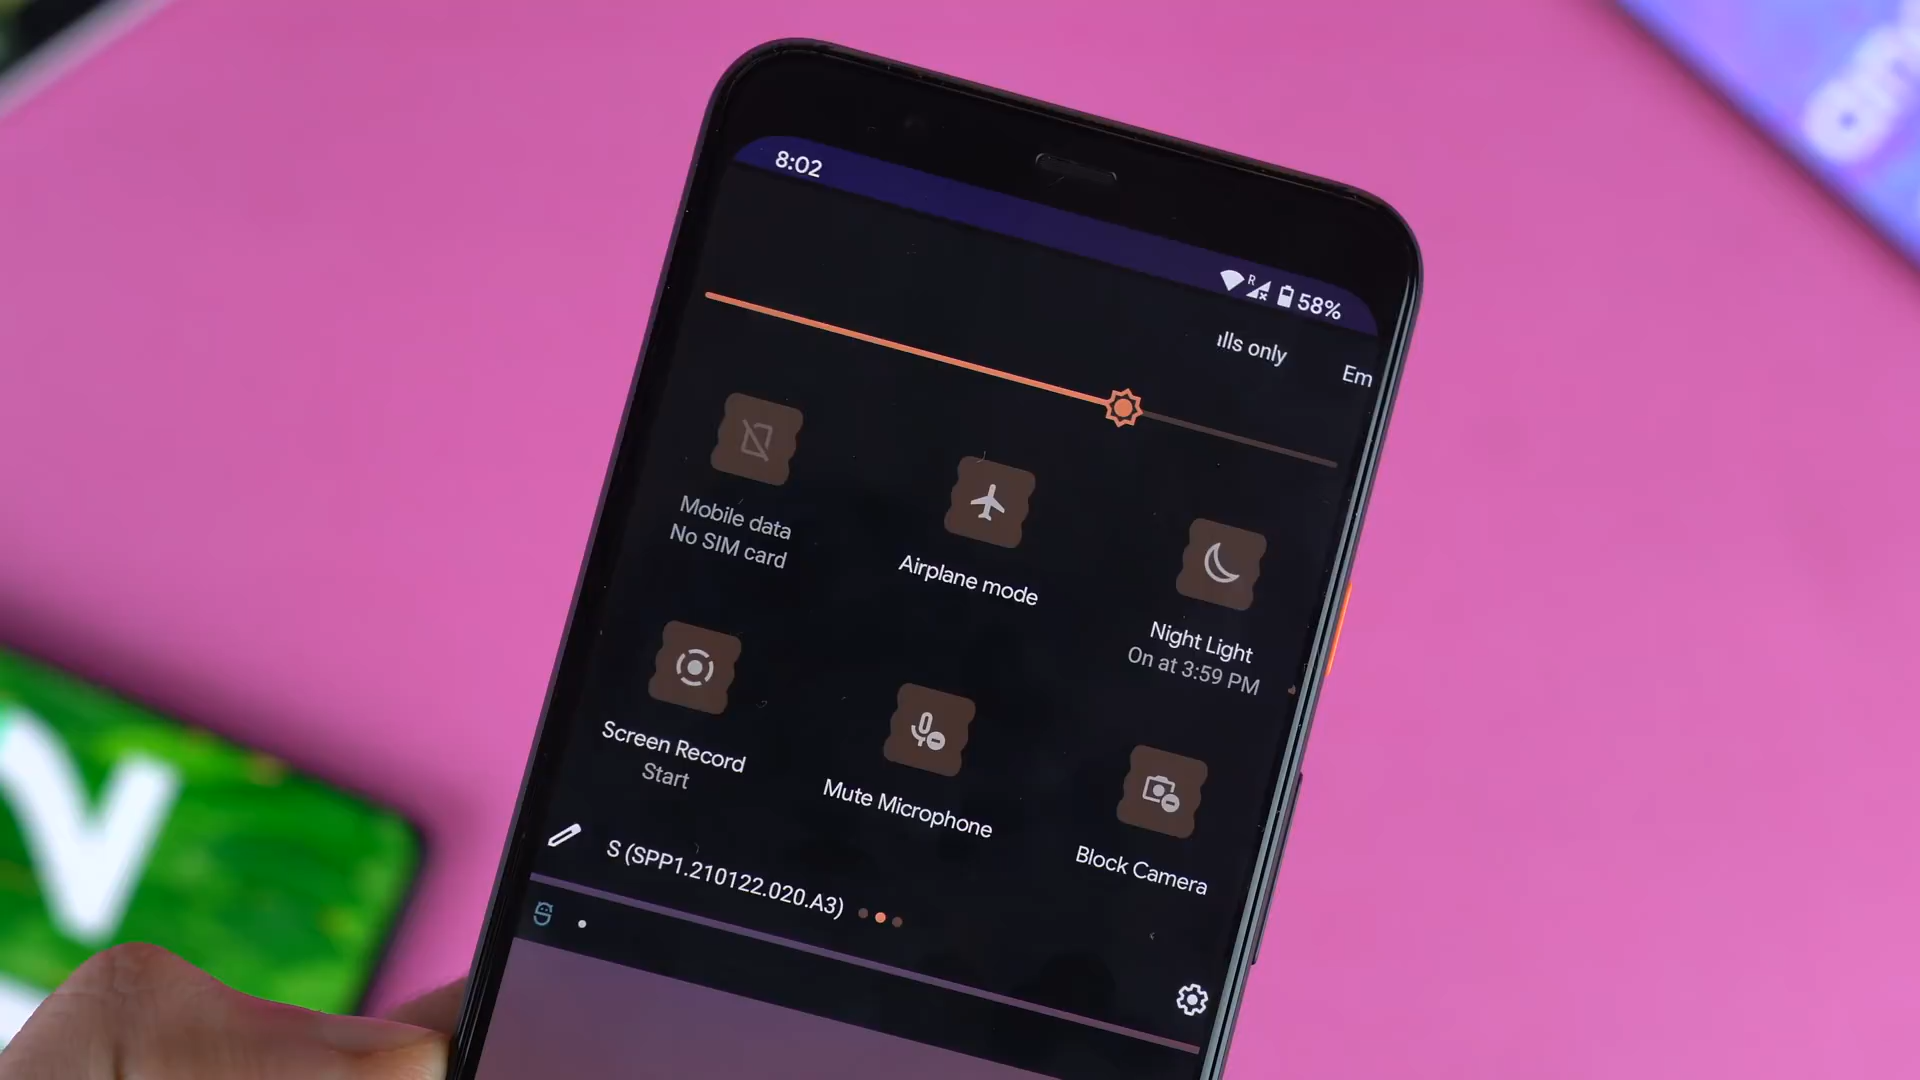 8:02
R
58%
lls only
Em
Mobile data
No SIM card
Airplane mode
Night Light
On at 3:59 PM
Screen Record
Start
Mute Microphone
Block Camera
S (SPP1.210122.020.A3)